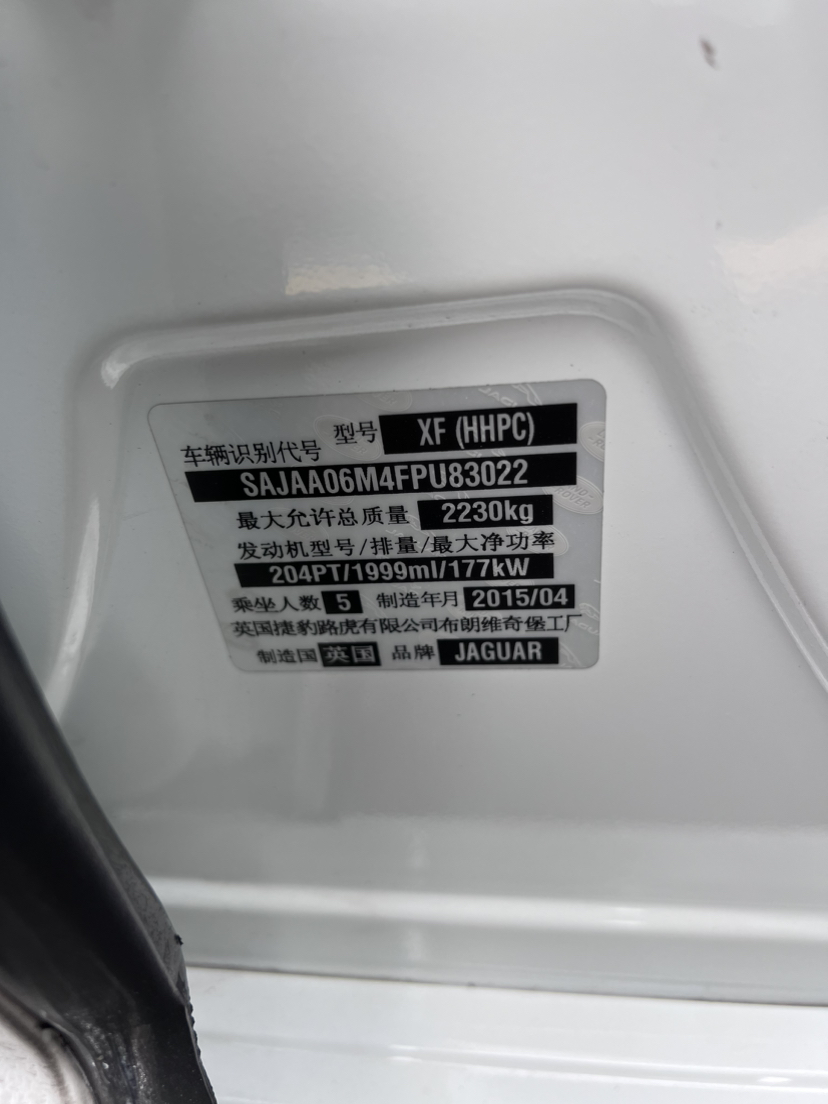 型号 XF (HHPC)
车辆识别代号
SAJAA06M4FPU83022
最大允许总质量 2230kg
发动机型号/排量/最大净功率
204PT/1999ml/177kW
乘坐人数 5 制造年月 2015/04
英国捷豹路虎有限公司布朗维奇堡工厂
制造国 英国 品牌 JAGUAR